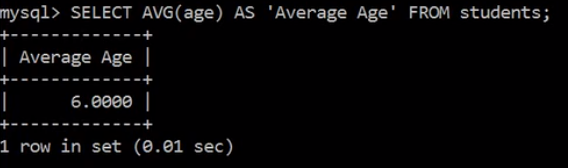 mysql> SELECT AVG(age) AS 'Average Age' FROM students;
+-------------+
| Average Age |
+-------------+
|      6.0000 |
+-------------+
1 row in set (0.01 sec)